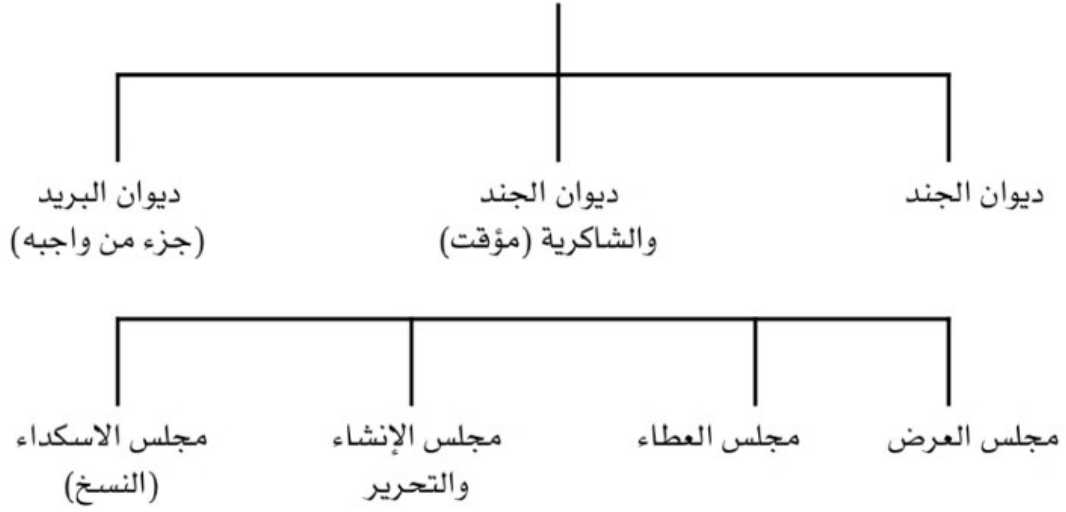 ديوان الجند
ديوان الجند
والشاكرية (مؤقت)
ديوان البريد
(جزء من واجبه)
مجلس العرض
مجلس العطاء
مجلس الإنشاء
والتحرير
مجلس الاسكداء
(النسخ)